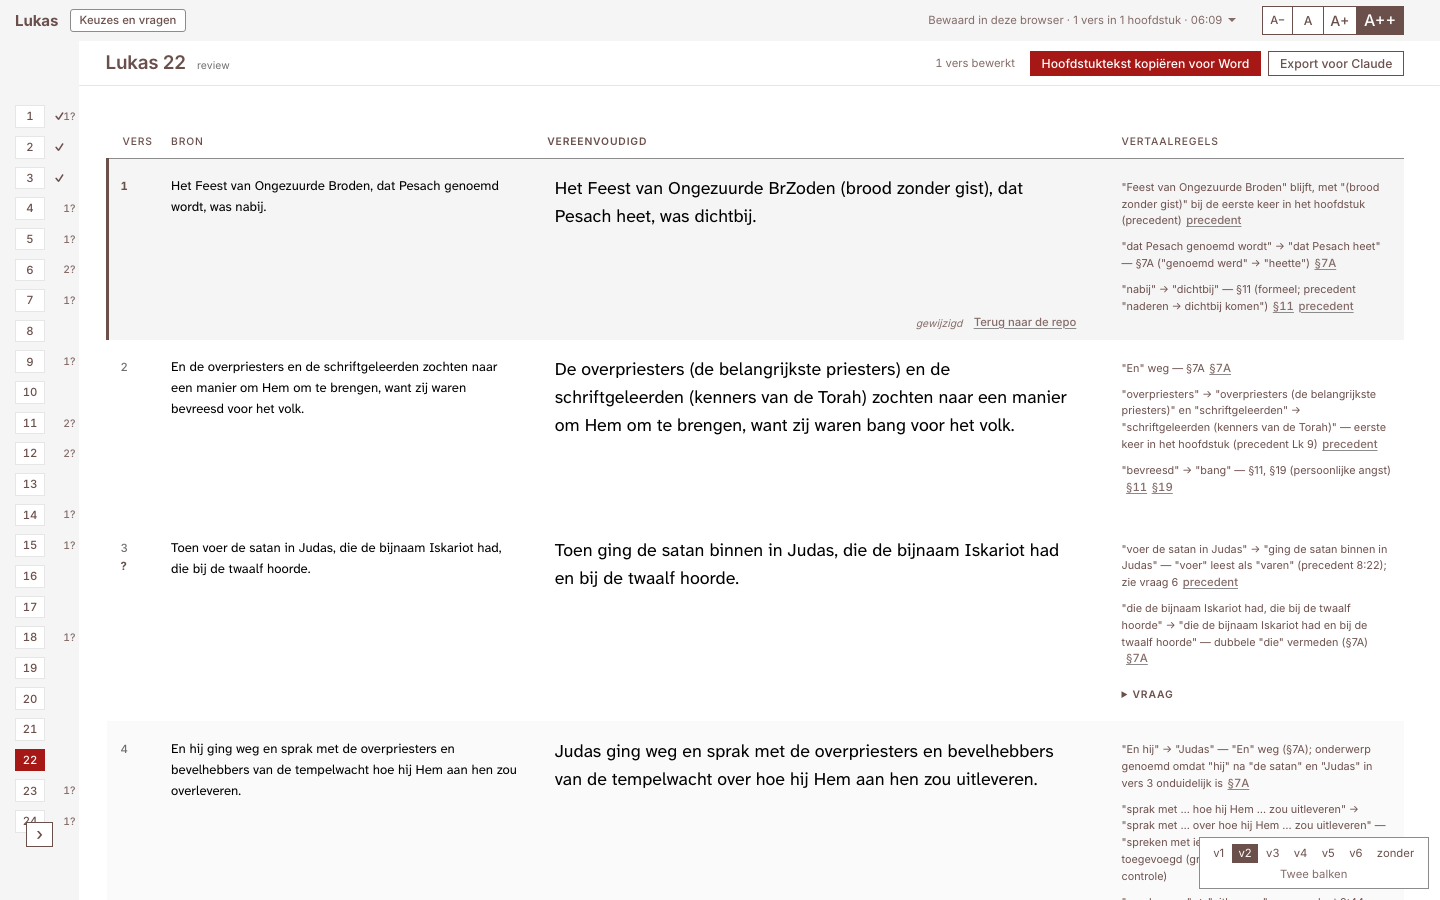 Lukas Keuzes en vragen Bewaard in deze browser · 1 vers in 1 hoofdstuk · 06:09 A− A A+ A++
Lukas 22 review 1 vers bewerkt Hoofdstuktekst kopiëren voor Word Export voor Claude
1 ✓1?
2 ✓
3 ✓
4 1?
5 1?
6 2?
7 1?
8
9 1?
10
11 2?
12 2?
13
14 1?
15 1?
16
17
18 1?
19
20
21
22
23 1?
24 1?
›
VERS BRON VEREENVOUDIGD VERTAALREGELS
1
Het Feest van Ongezuurde Broden, dat Pesach genoemd
wordt, was nabij.
Het Feest van Ongezuurde BrZoden (brood zonder gist), dat
Pesach heet, was dichtbij.
gewijzigd Terug naar de repo
"Feest van Ongezuurde Broden" blijft, met "(brood
zonder gist)" bij de eerste keer in het hoofdstuk
(precedent) precedent
"dat Pesach genoemd wordt" → "dat Pesach heet"
— §7A ("genoemd werd" → "heette") §7A
"nabij" → "dichtbij" — §11 (formeel; precedent
"naderen → dichtbij komen") §11 precedent
2
En de overpriesters en de schriftgeleerden zochten naar
een manier om Hem om te brengen, want zij waren
bevreesd voor het volk.
De overpriesters (de belangrijkste priesters) en de
schriftgeleerden (kenners van de Torah) zochten naar een manier
om Hem om te brengen, want zij waren bang voor het volk.
"En" weg — §7A §7A
"overpriesters" → "overpriesters (de belangrijkste
priesters)" en "schriftgeleerden" →
"schriftgeleerden (kenners van de Torah)" — eerste
keer in het hoofdstuk (precedent Lk 9) precedent
"bevreesd" → "bang" — §11, §19 (persoonlijke angst)
§11 §19
3
?
Toen voer de satan in Judas, die de bijnaam Iskariot had,
die bij de twaalf hoorde.
Toen ging de satan binnen in Judas, die de bijnaam Iskariot had
en bij de twaalf hoorde.
"voer de satan in Judas" → "ging de satan binnen in
Judas" — "voer" leest als "varen" (precedent 8:22);
zie vraag 6 precedent
"die de bijnaam Iskariot had, die bij de twaalf
hoorde" → "die de bijnaam Iskariot had en bij de
twaalf hoorde" — dubbele "die" vermeden (§7A)
§7A
▶ VRAAG
4
En hij ging weg en sprak met de overpriesters en
bevelhebbers van de tempelwacht hoe hij Hem aan hen zou
overleveren.
Judas ging weg en sprak met de overpriesters en bevelhebbers
van de tempelwacht over hoe hij Hem aan hen zou uitleveren.
"En hij" → "Judas" — "En" weg (§7A); onderwerp
genoemd omdat "hij" na "de satan" en "Judas" in
vers 3 onduidelijk is §7A
"sprak met ... hoe hij Hem ... zou uitleveren" →
"sprak met ... over hoe hij Hem ... zou uitleveren" —
"spreken met
toegevoegd
controle)
v1 v2 v3 v4 v5 v6 zonder
Twee balken